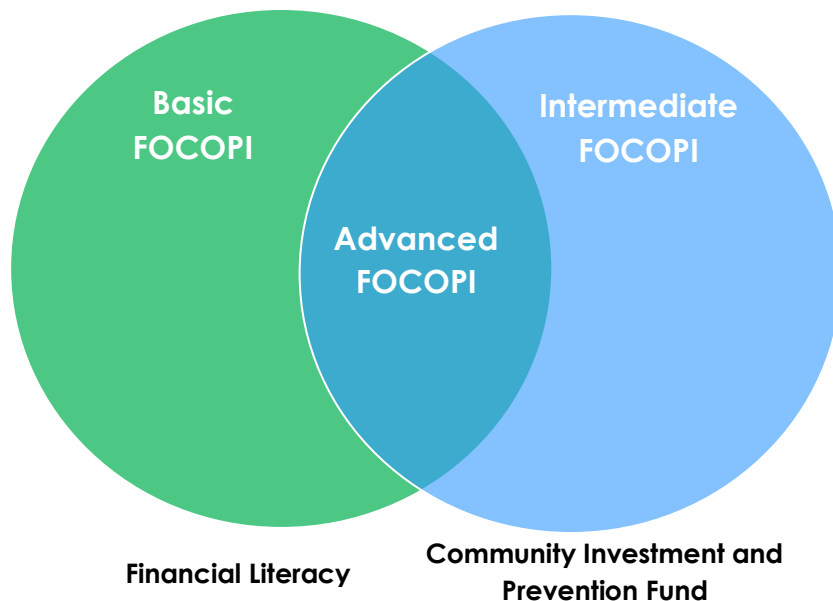 Basic
FOCOPI
Intermediate
FOCOPI
Advanced
FOCOPI
Financial Literacy
Community Investment and
Prevention Fund